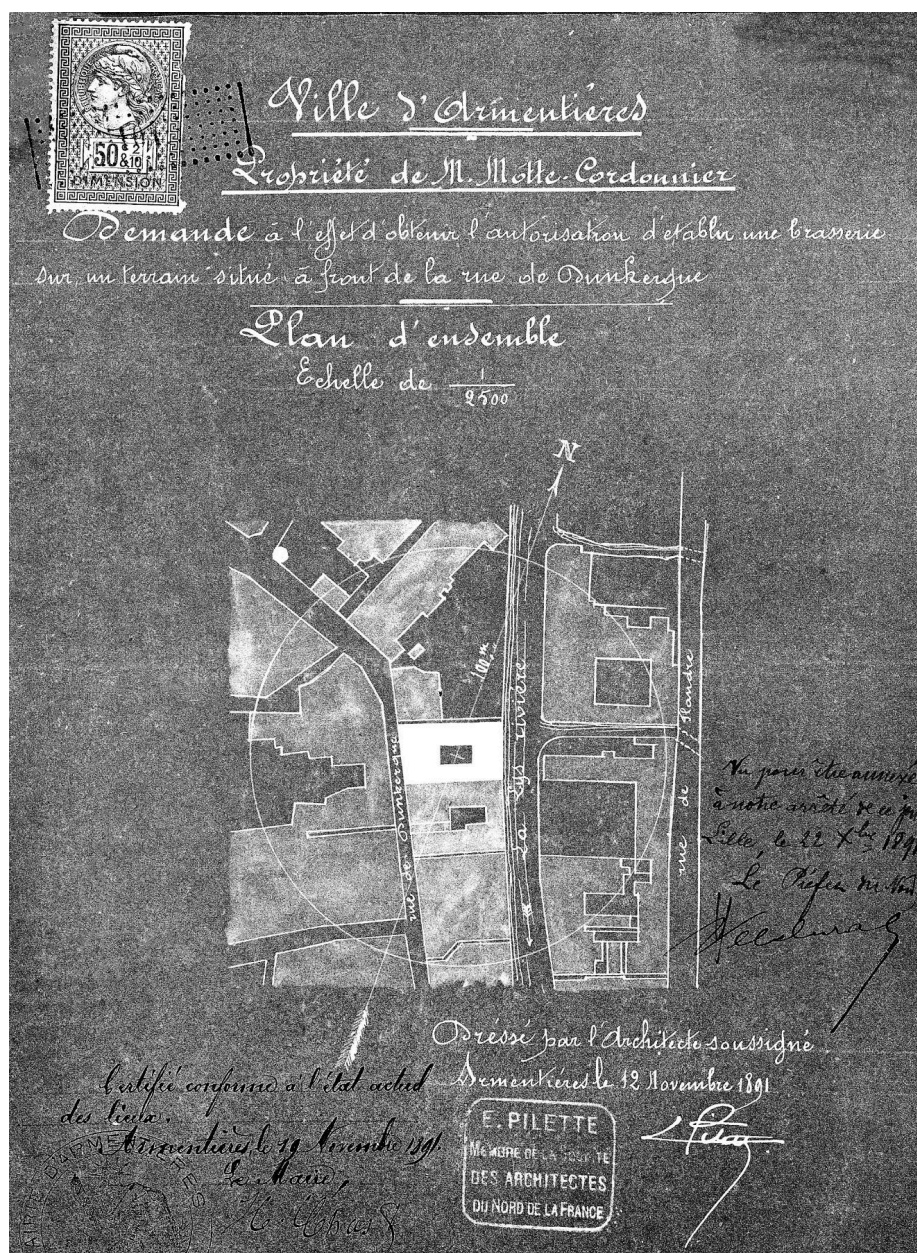 50 & 10
DIMENSION
Ville d'Armentières
Propriété de M. Motte-Cordonnier
Demande à l'effet d'obtenir l'autorisation d'établir une brasserie
sur un terrain situé à front de la rue de Dunkerque
Plan d'ensemble
Echelle de 1/2500
N
100 m
rue de Dunkerque
La Lys Rivière
rue de Flandre
Vu pour être annexé
à notre arrêté de ce jour
Lille, le 22 Xbre 1891
Le Préfet du Nord
Dréssé par l'Architecte soussigné
Armentières le 12 Novembre 1891
Certifié conforme à l'état actuel
des lieux.
Armentières, le 19 Novembre 1891
Le Maire,
E. PILETTE
MEMBRE DE LA SOCIÉTÉ
DES ARCHITECTES
DU NORD DE LA FRANCE